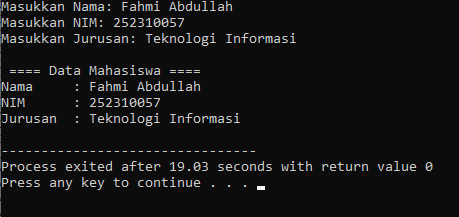 Masukkan Nama: Fahmi Abdullah
Masukkan NIM: 252310057
Masukkan Jurusan: Teknologi Informasi
==== Data Mahasiswa ====
Nama     : Fahmi Abdullah
NIM      : 252310057
Jurusan  : Teknologi Informasi
--------------------------------
Process exited after 19.03 seconds with return value 0
Press any key to continue . . .